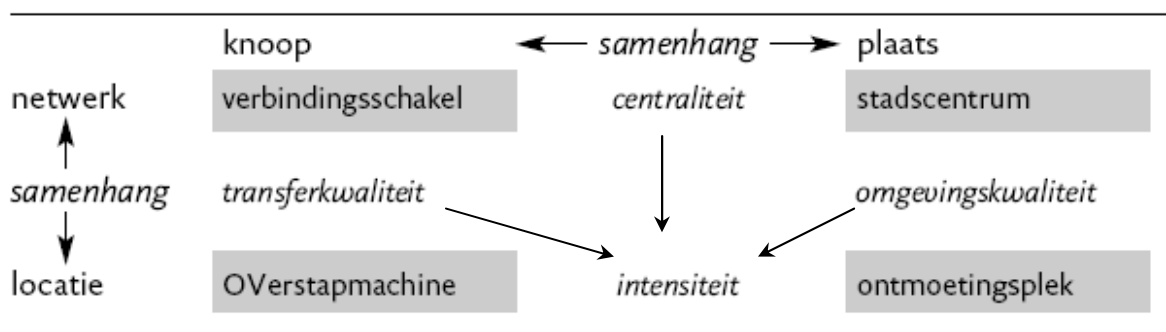 knoop samenhang plaats
netwerk verbindingsschakel centraliteit stadscentrum
samenhang transferkwaliteit omgevingskwaliteit
locatie OVerstapmachine intensiteit ontmoetingsplek